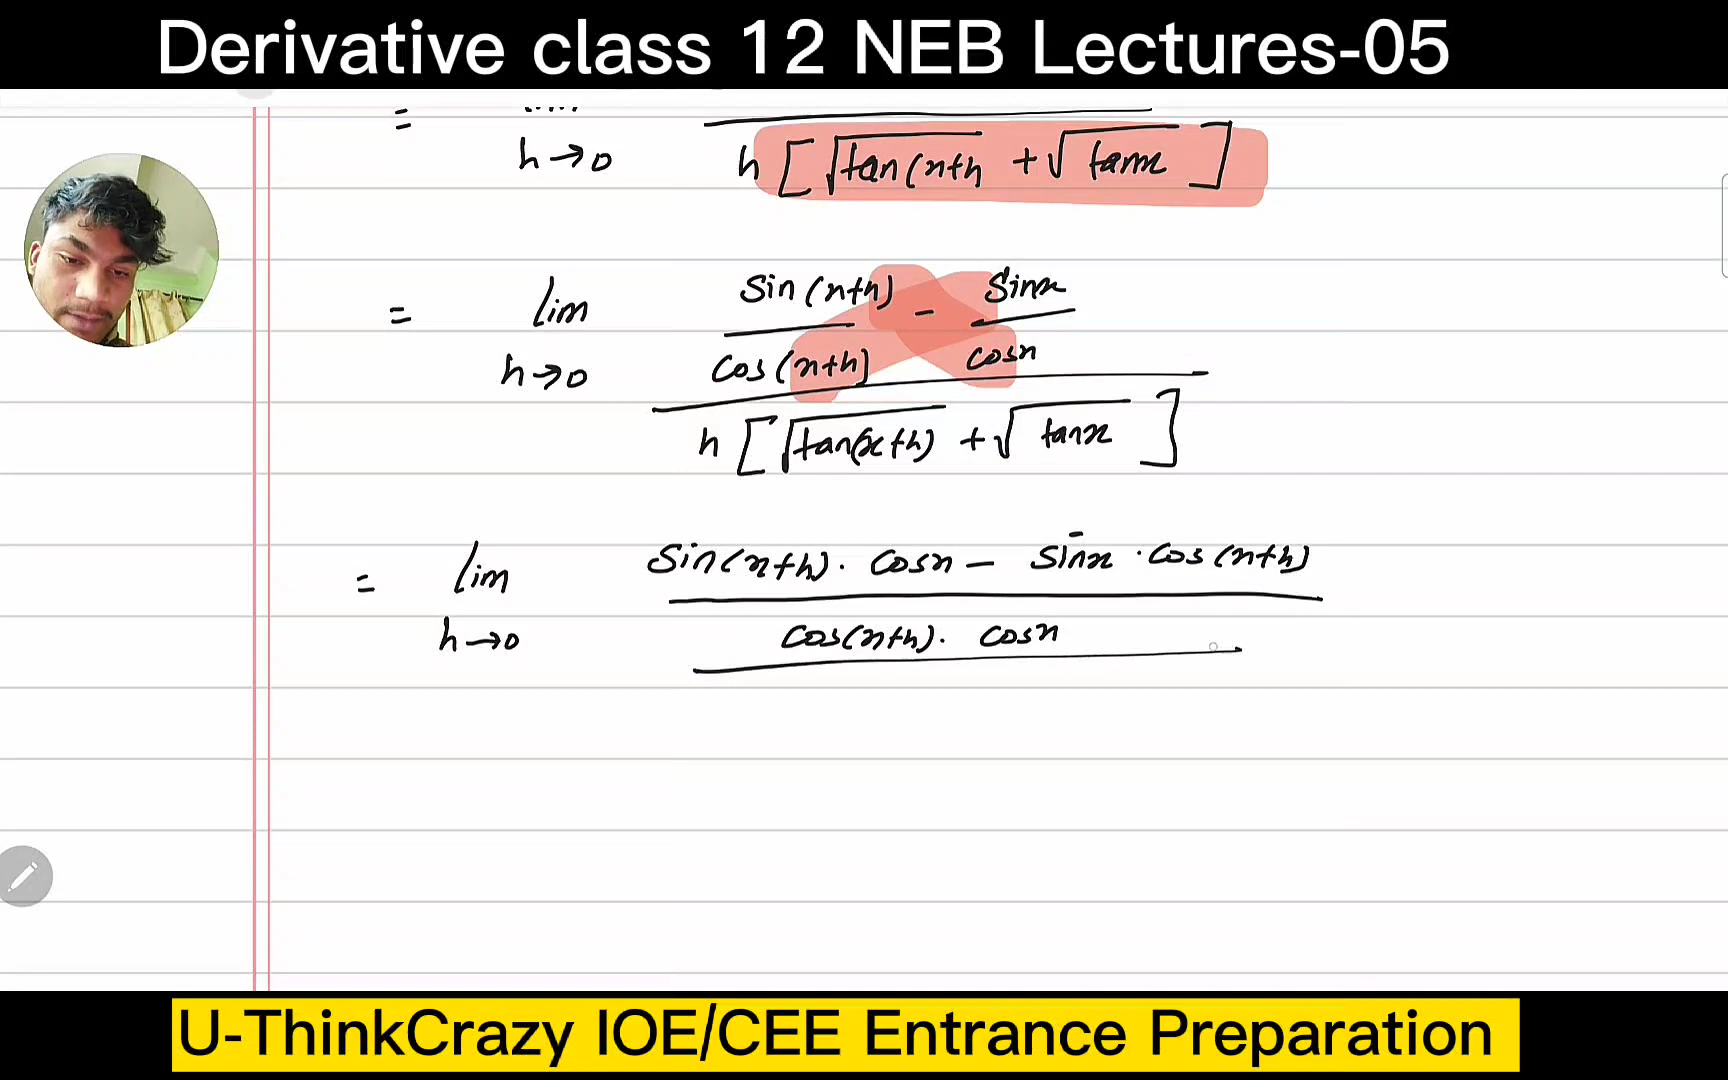 Derivative class 12 NEB Lectures-05
=
h→0 h [√tan(x+h + √tanx ]
= lim sin(x+h) - sinx
h→0 cos(x+h) cosx
h [√tan(x+h) + √tanx ]
= lim sin(x+h). cosx - sinx . cos(x+h)
h→0 cos(x+h). cosx
U-ThinkCrazy IOE/CEE Entrance Preparation